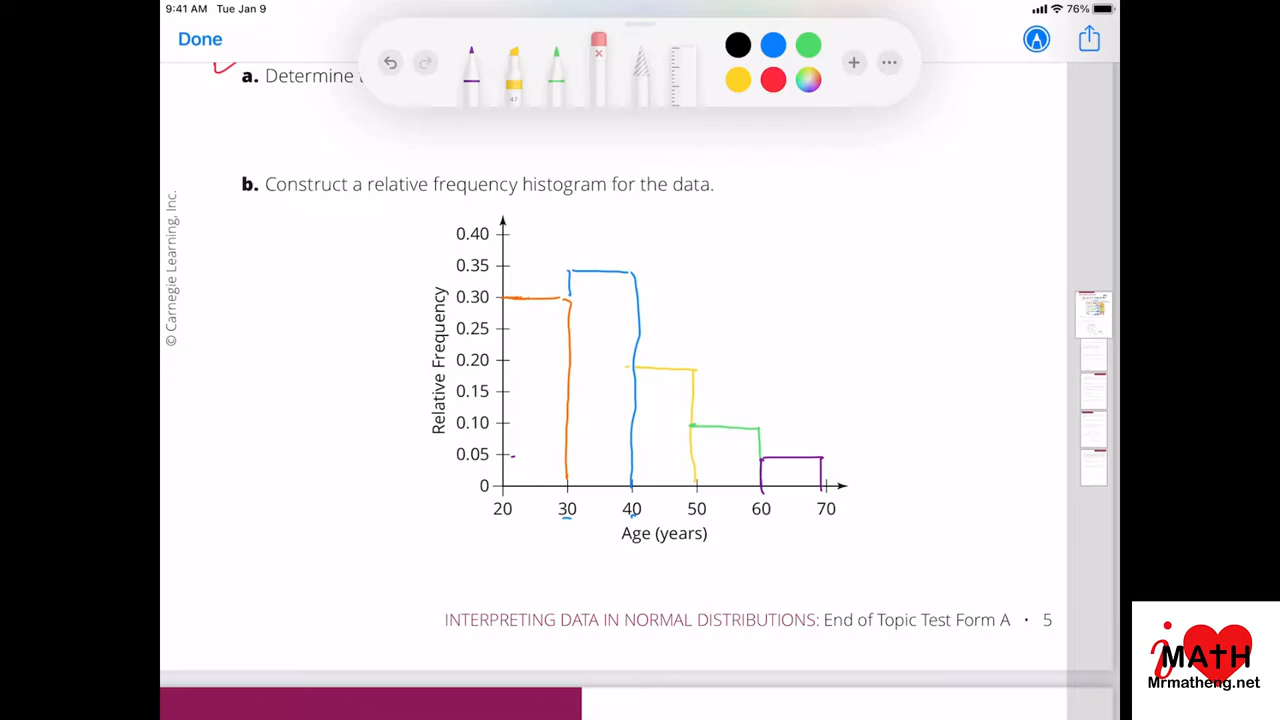 9:41 AM Tue Jan 9
76%
Done
4.7
a. Determine
b. Construct a relative frequency histogram for the data.
© Carnegie Learning, Inc.
Relative Frequency
0.40
0.35
0.30
0.25
0.20
0.15
0.10
0.05
0
20 30 40 50 60 70
Age (years)
INTERPRETING DATA IN NORMAL DISTRIBUTIONS: End of Topic Test Form A • 5
i
MATH
Mrmatheng.net